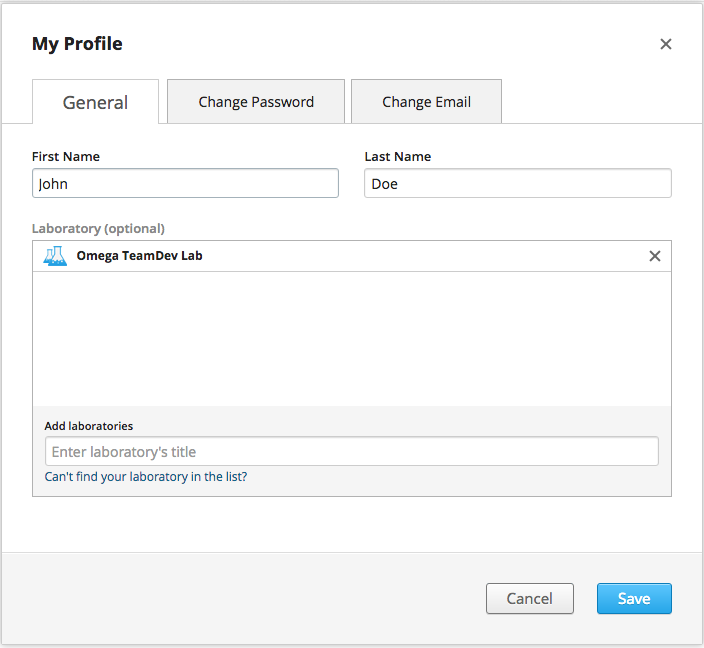 My Profile
General
Change Password
Change Email
First Name
Last Name
John
Doe
Laboratory (optional)
Omega TeamDev Lab
Add laboratories
Enter laboratory's title
Can't find your laboratory in the list?
Cancel
Save